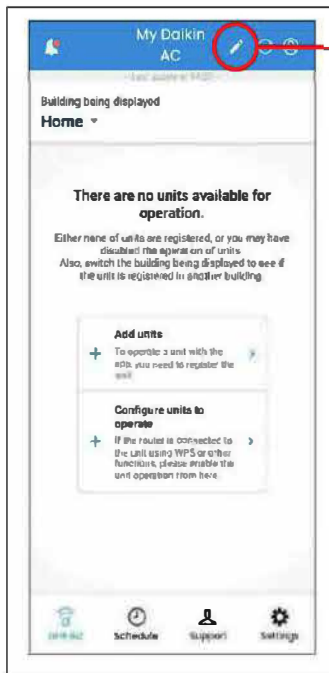 My Daikin
AC
Building being displayed
Home
There are no units available for
operation.
Either none of units are registered, or you may have
disabled the operation of units
Also, switch the building being displayed to see if
the unit is registered in another building
Add units
To operate a unit with the
app, you need to register the
unit
Configure units to
operate
If the router is connected to
the unit using WPS or other
functions, please enable the
unit operation from here
Schedule
Support
Settings